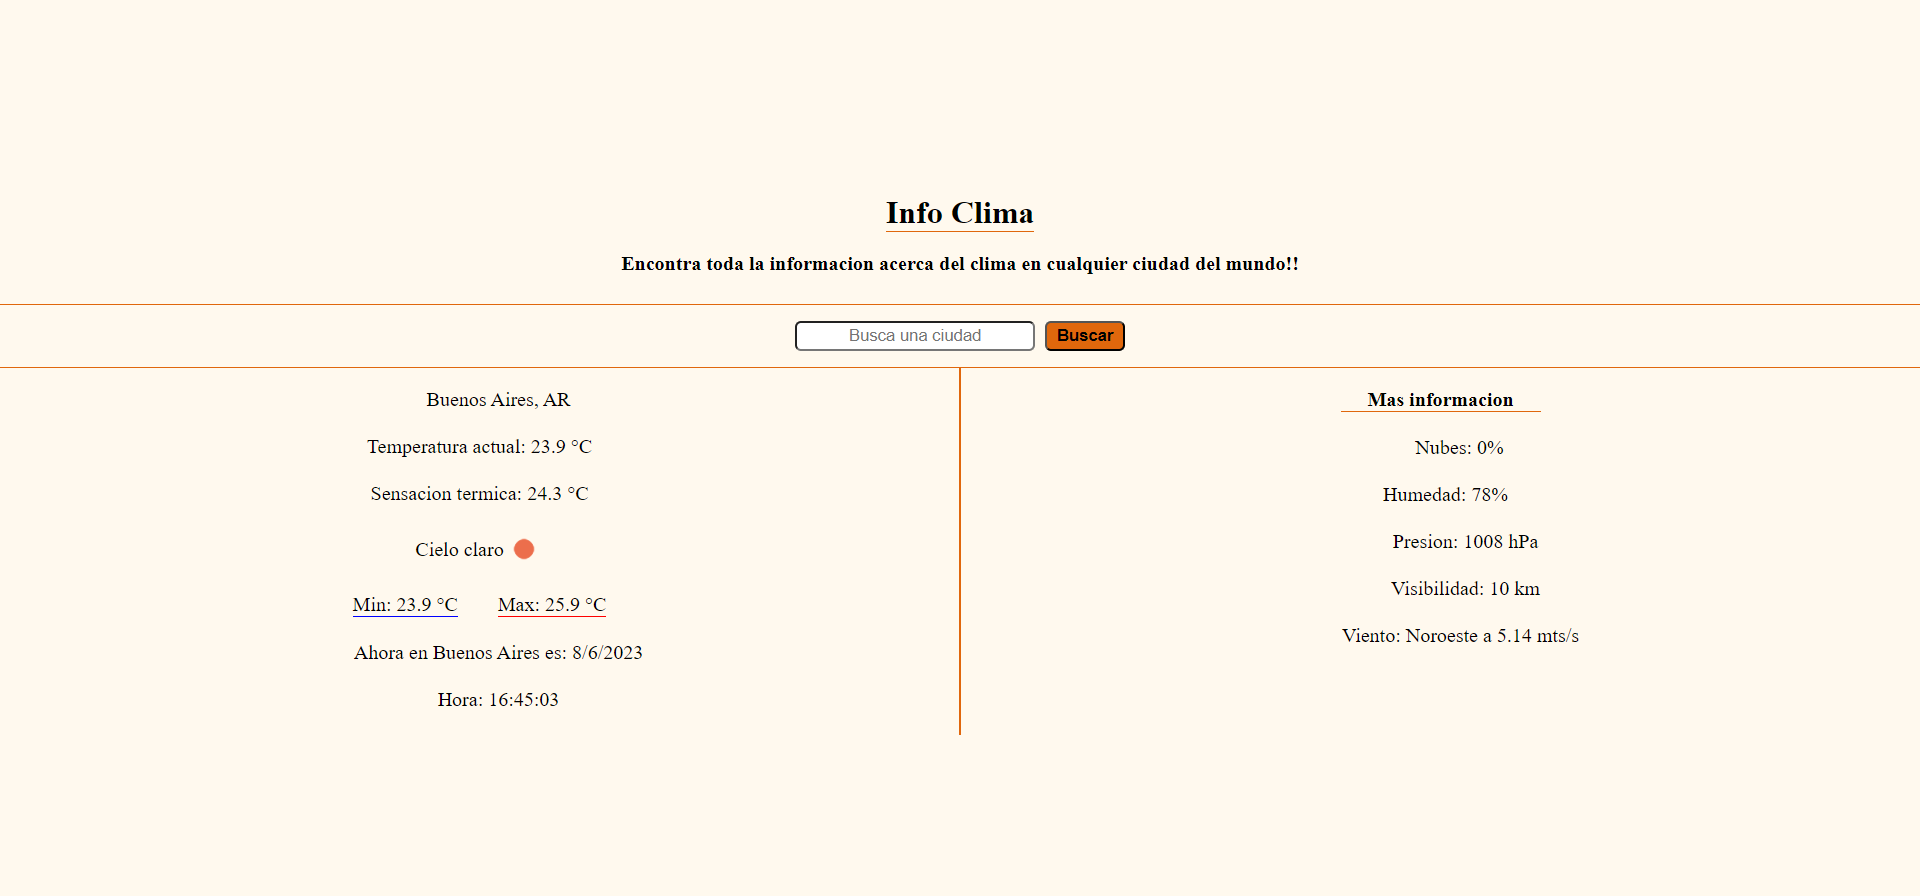 Info Clima
Encontra toda la informacion acerca del clima en cualquier ciudad del mundo!!
Busca una ciudad Buscar
Buenos Aires, AR
Temperatura actual: 23.9 °C
Sensacion termica: 24.3 °C
Cielo claro
Min: 23.9 °C Max: 25.9 °C
Ahora en Buenos Aires es: 8/6/2023
Hora: 16:45:03
Mas informacion
Nubes: 0%
Humedad: 78%
Presion: 1008 hPa
Visibilidad: 10 km
Viento: Noroeste a 5.14 mts/s